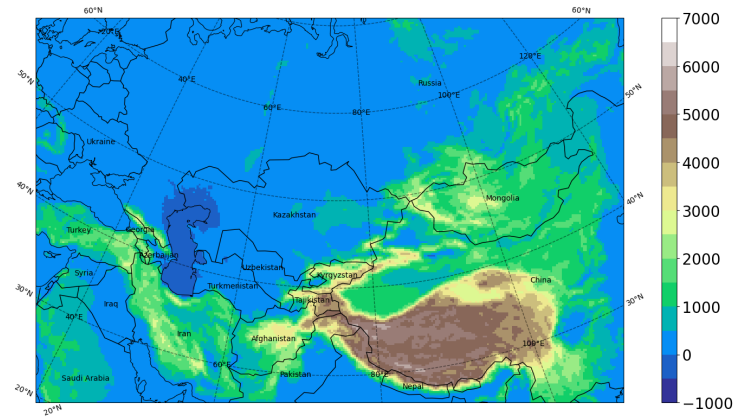 60°N
60°N
20°E
120°E
7000
6000
5000
4000
3000
2000
1000
0
−1000
50°N
40°E
60°E
80°E
Russia
100°E
50°N
Ukraine
40°N
Kazakhstan
Mongolia
40°N
Turkey
Georgia
Azerbaijan
Uzbekistan
Syria
Kyrgyzstan
China
Turkmenistan
30°N
Iraq
Tajikistan
30°N
40°E
Iran
Afghanistan
100°E
60°E
Pakistan
80°E
Saudi Arabia
Nepal
20°N
20°N